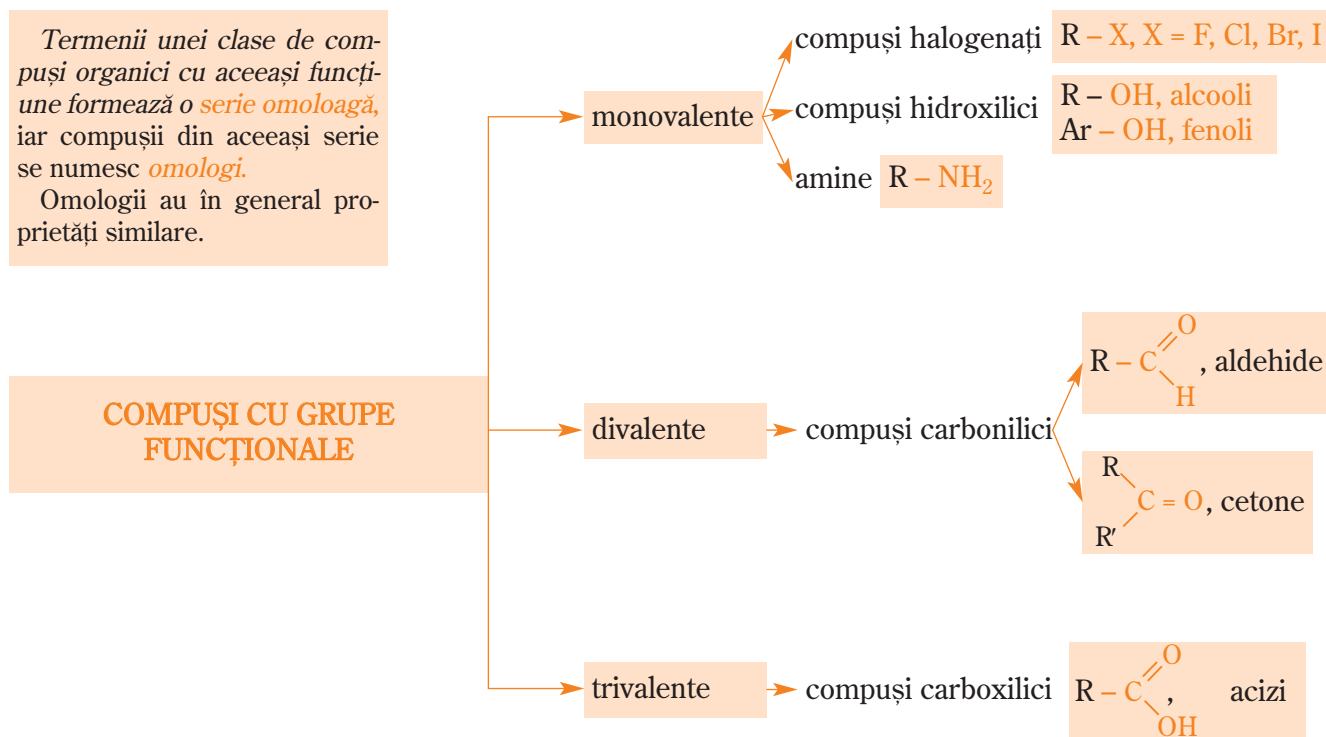 Termenii unei clase de com-
puși organici cu aceeași funcți-
une formează o serie omoloagă,
iar compușii din aceeași serie
se numesc omologi.
Omologii au în general pro-
prietăți similare.
COMPUȘI CU GRUPE
FUNCȚIONALE
monovalente
compuși halogenați R – X, X = F, Cl, Br, I
compuși hidroxilici
R – OH, alcooli
Ar – OH, fenoli
amine R – NH₂
divalente
compuși carbonilici
O
R – C , aldehide
H
R
C = O, cetone
R'
trivalente
compuși carboxilici
O
R – C , acizi
OH